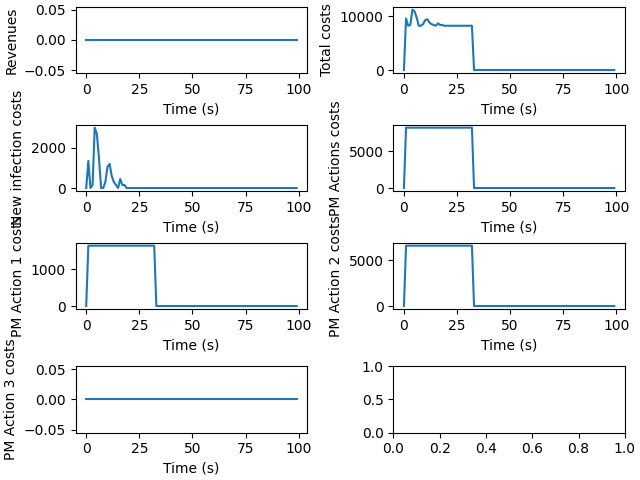 Revenues
0.05
0.00
−0.05
0 25 50 75 100
Time (s)
Total costs
10000
0
0 25 50 75 100
Time (s)
New infection costs
2000
0
0 25 50 75 100
Time (s)
PM Actions costs
5000
0
0 25 50 75 100
Time (s)
PM Action 1 costs
1000
0
0 25 50 75 100
Time (s)
PM Action 2 costs
5000
0
0 25 50 75 100
Time (s)
PM Action 3 costs
0.05
0.00
−0.05
0 25 50 75 100
Time (s)
1.0
0.5
0.0
0.0 0.2 0.4 0.6 0.8 1.0